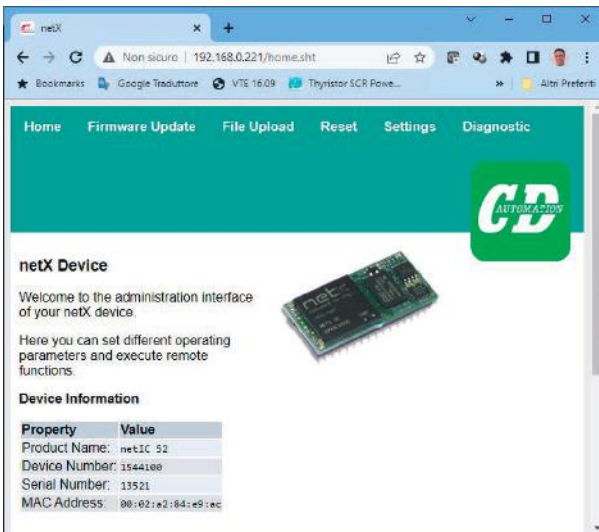 netX
Non sicuro | 192.168.0.221/home.sht
Bookmarks Google Traduttore VTE 16.09 Thyristor SCR Powe... » Altri Preferiti
Home Firmware Update File Upload Reset Settings Diagnostic
CD
AUTOMATION
netX Device
Welcome to the administration interface
of your netX device.
Here you can set different operating
parameters and execute remote
functions.
netX
Device Information
Property Value
Product Name: netIC 52
Device Number: 1544100
Serial Number: 13521
MAC Address: 00:02:a2:84:e9:ac